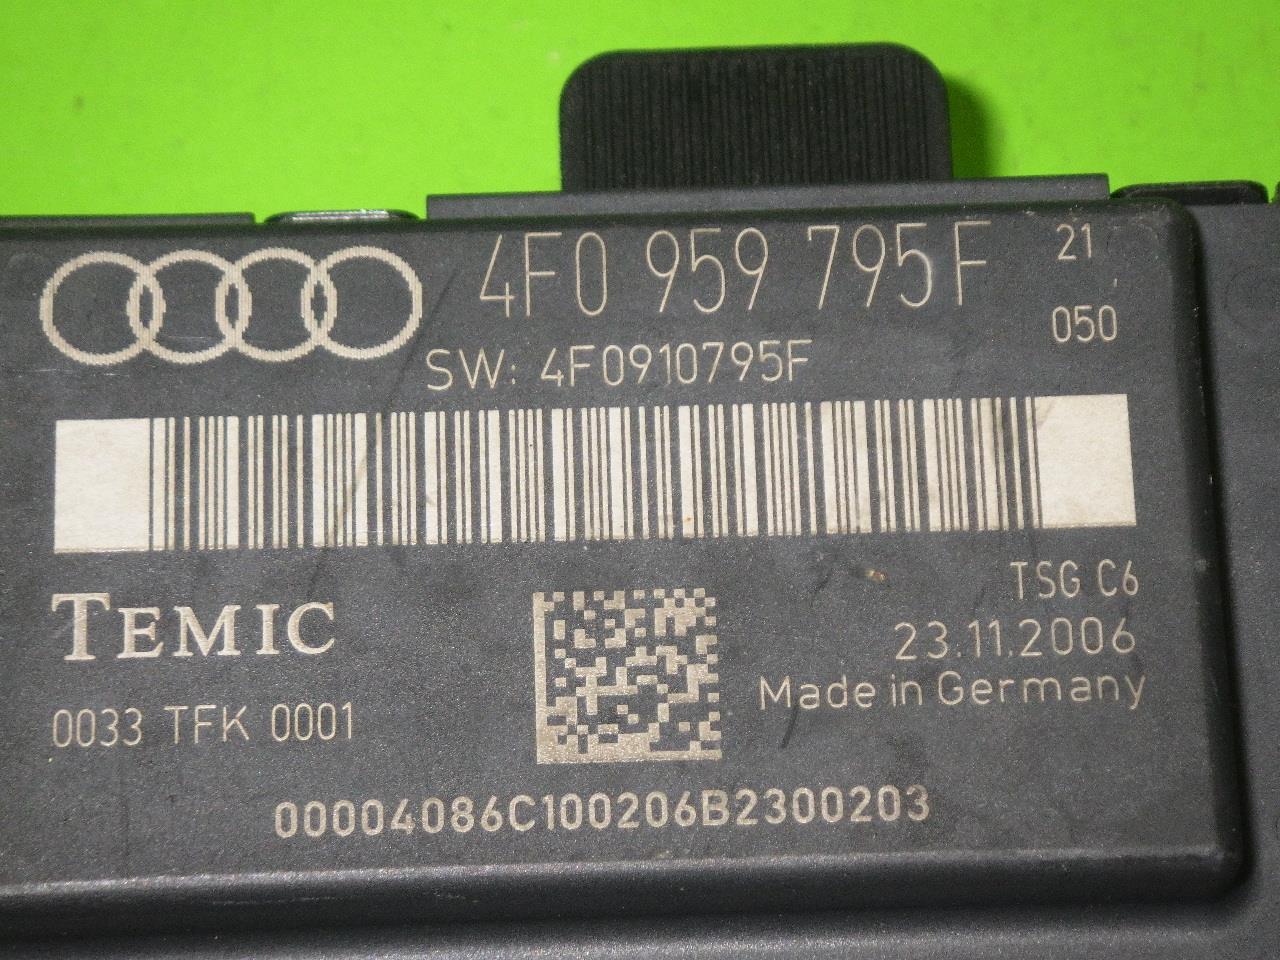 4F0 959 795F 21
050
SW: 4F0910795F
TEMIC
TSG C6
23.11.2006
Made in Germany
0033 TFK 0001
00004086C100206B2300203